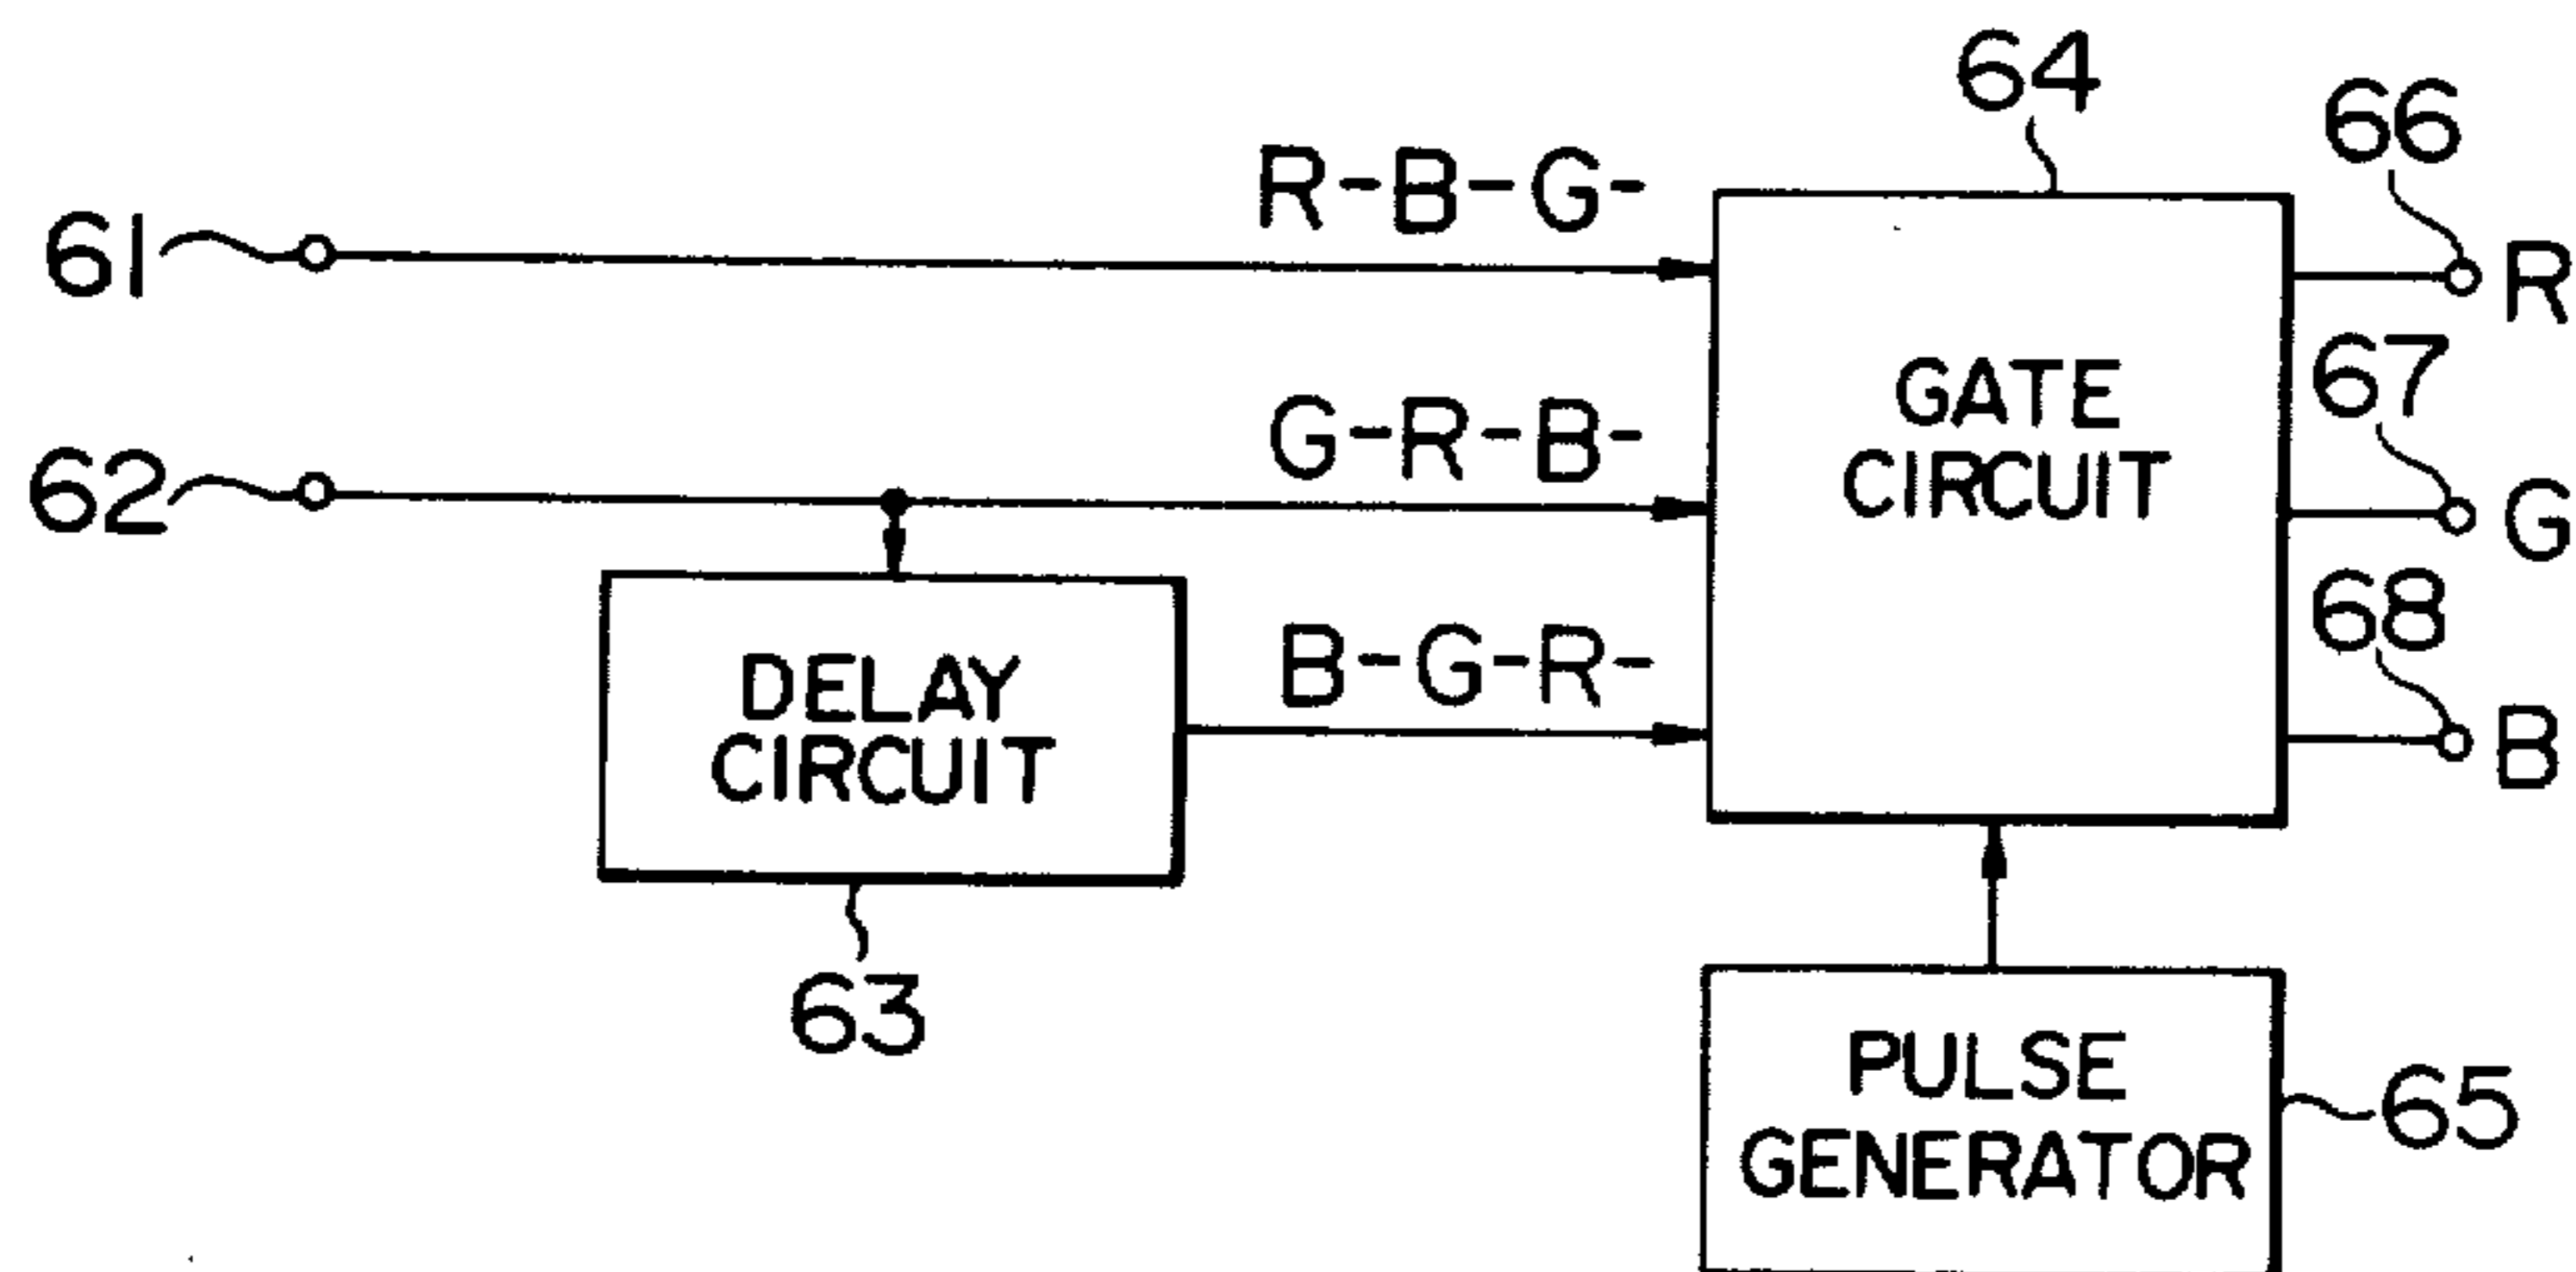 64
66
R-B-G-
61
R
67
GATE
CIRCUIT
G-R-B-
62
G
68
DELAY
CIRCUIT
B-G-R-
B
63
PULSE
GENERATOR
65